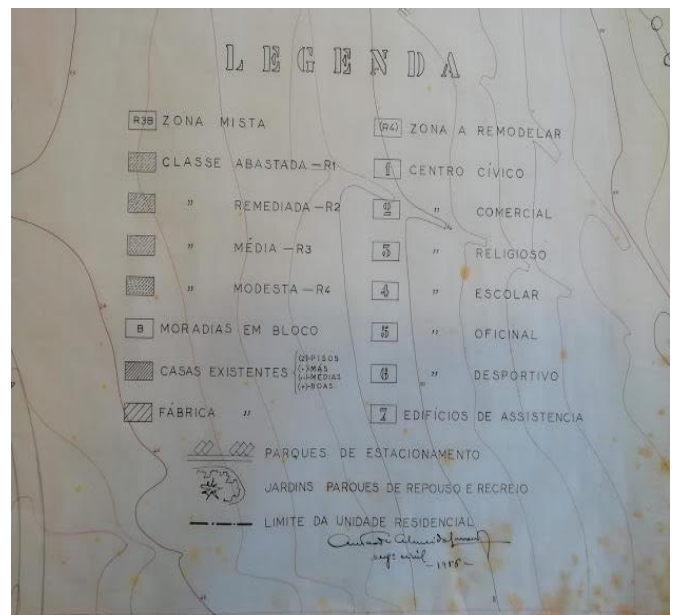 LEGENDA
R3B ZONA MISTA
CLASSE ABASTADA-R1
" REMEDIADA-R2
" MÉDIA-R3
" MODESTA-R4
B MORADIAS EM BLOCO
CASAS EXISTENTES (2)-PISOS
(•)-MÁS
(-)-MÉDIAS
(+)-BOAS
FÁBRICA "
(R4) ZONA A REMODELAR
1 CENTRO CÍVICO
2 " COMERCIAL
3 " RELIGIOSO
4 " ESCOLAR
5 " OFICINAL
6 " DESPORTIVO
7 EDIFÍCIOS DE ASSISTENCIA
PARQUES DE ESTACIONAMENTO
JARDINS PARQUES DE REPOUSO E RECREIO
LIMITE DA UNIDADE RESIDENCIAL
civil